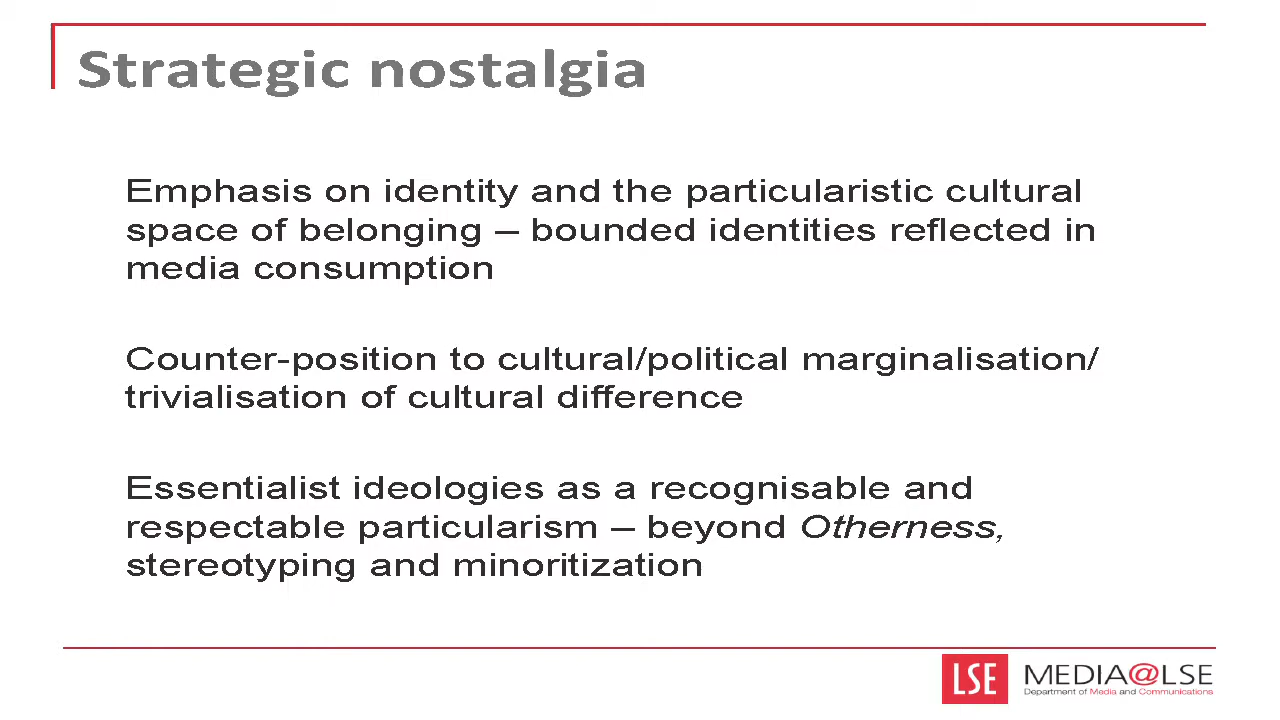 Strategic nostalgia
Emphasis on identity and the particularistic cultural
space of belonging – bounded identities reflected in
media consumption
Counter-position to cultural/political marginalisation/
trivialisation of cultural difference
Essentialist ideologies as a recognisable and
respectable particularism – beyond Otherness,
stereotyping and minoritization
LSE MEDIA@LSE
Department of Media and Communications